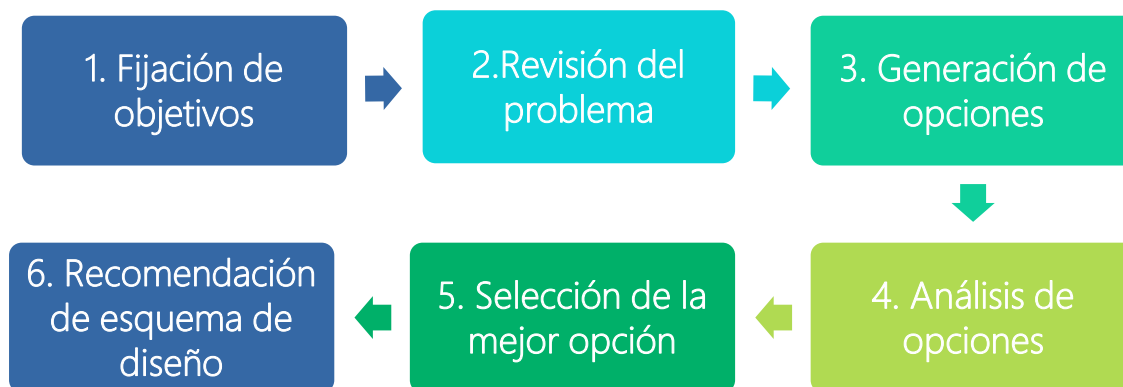 1. Fijación de
objetivos
2.Revisión del
problema
3. Generación de
opciones
4. Análisis de
opciones
5. Selección de la
mejor opción
6. Recomendación
de esquema de
diseño